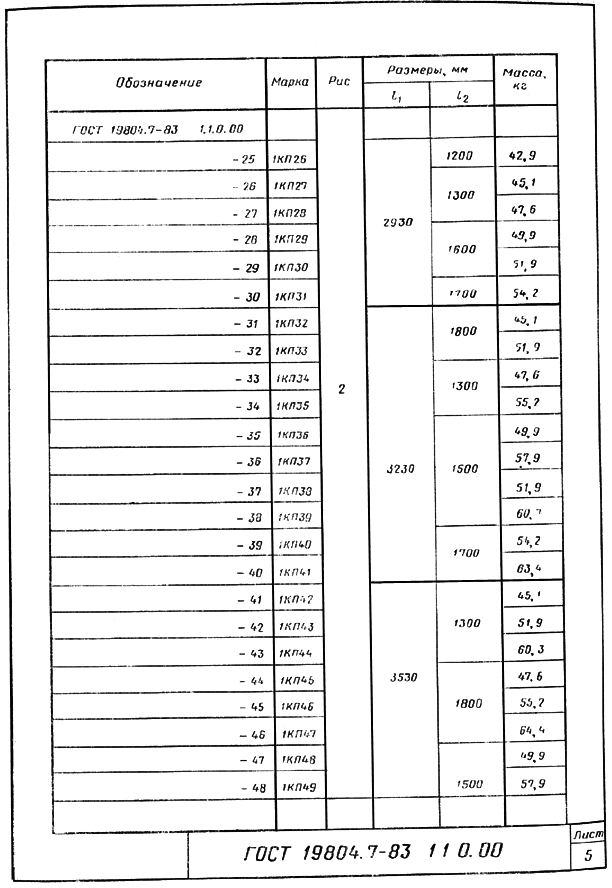 Обозначение Марка Рис Размеры, мм Масса, кг
l1 l2
ГОСТ 19804.7-83 1.1.0.00
-25 1КП26 2930 1200 42,9
-26 1КП27 1300 45,1
-27 1КП28 47,6
-28 1КП29 1600 49,9
-29 1КП30 51,9
-30 1КП31 1700 54,2
-31 1КП32 3230 1800 45,1
-32 1КП33 51,9
-33 1КП34 1300 47,6
-34 1КП35 2 55,2
-35 1КП36 1500 49,9
-36 1КП37 57,9
-37 1КП38 51,9
-38 1КП39 60,7
-39 1КП40 1700 54,2
-40 1КП41 63,4
-41 1КП42 3530 1300 45,1
-42 1КП43 51,9
-43 1КП44 60,3
-44 1КП45 1800 47,6
-45 1КП46 55,2
-46 1КП47 64,4
-47 1КП48 1500 49,9
-48 1КП49 57,9
ГОСТ 19804.7-83 1 1 0.00
Лист
5